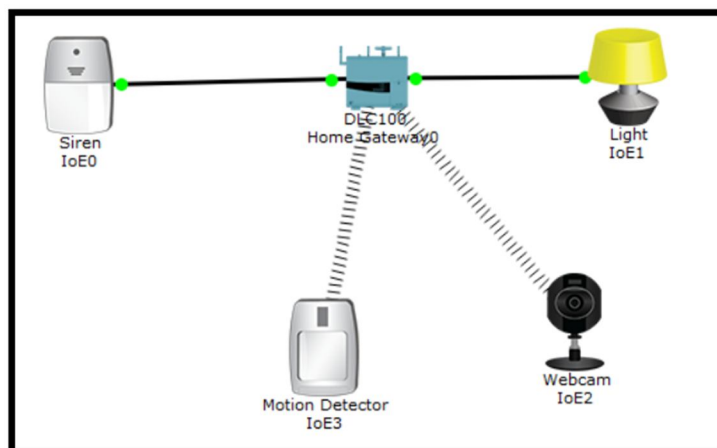 Siren
IoE0
DLC100
Home Gateway0
Light
IoE1
Motion Detector
IoE3
Webcam
IoE2